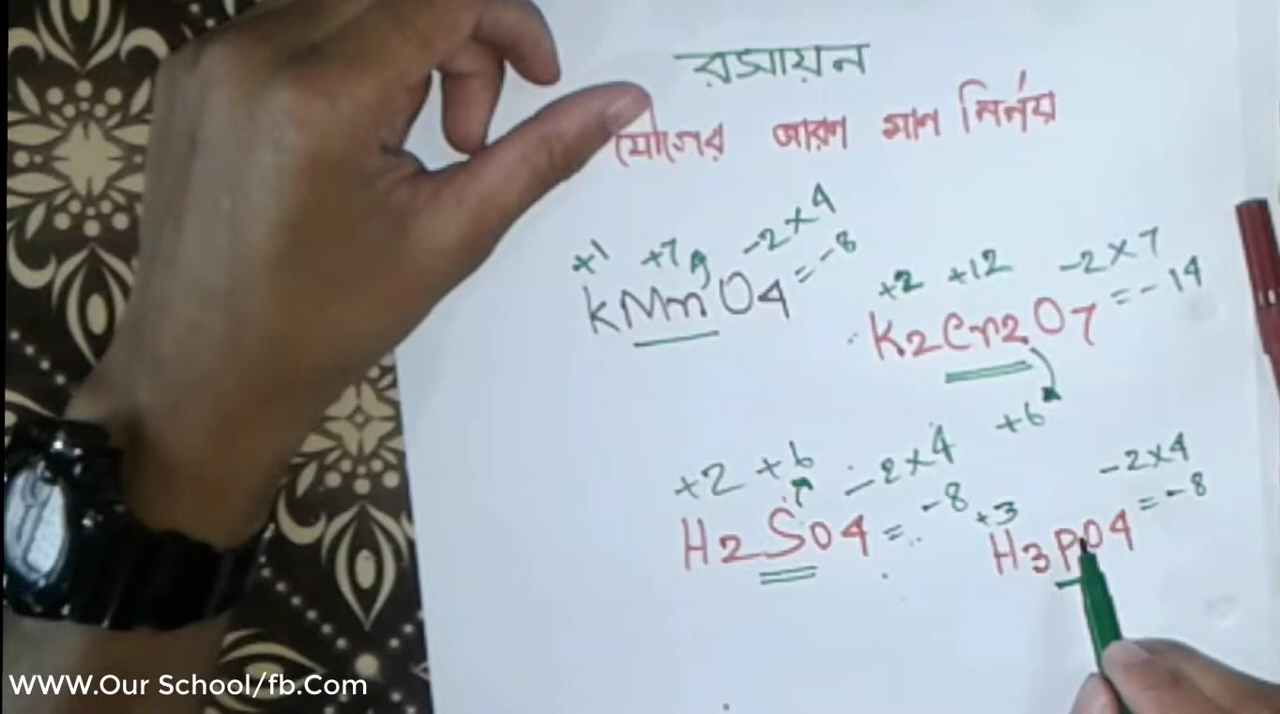 রসায়ন
যৌগের জারণ মান নির্ণয়
+1 +7 -2×4
kMnO4 = -8
+2 +12 -2×7
K2Cr2O7 = -14
+6
+2 +6 -2×4
H2SO4 = -8
+3 -2×4
H3PO4 = -8
WWW.Our School/fb.Com